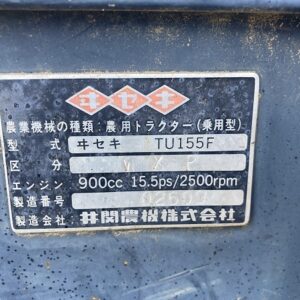 ヰセキ
農業機械の種類:農用トラクター(乗用型)
型式 ヰセキ TU155F
区分
エンジン 900cc 15.5ps/2500rpm
製造番号
製造会社 井関農機株式会社